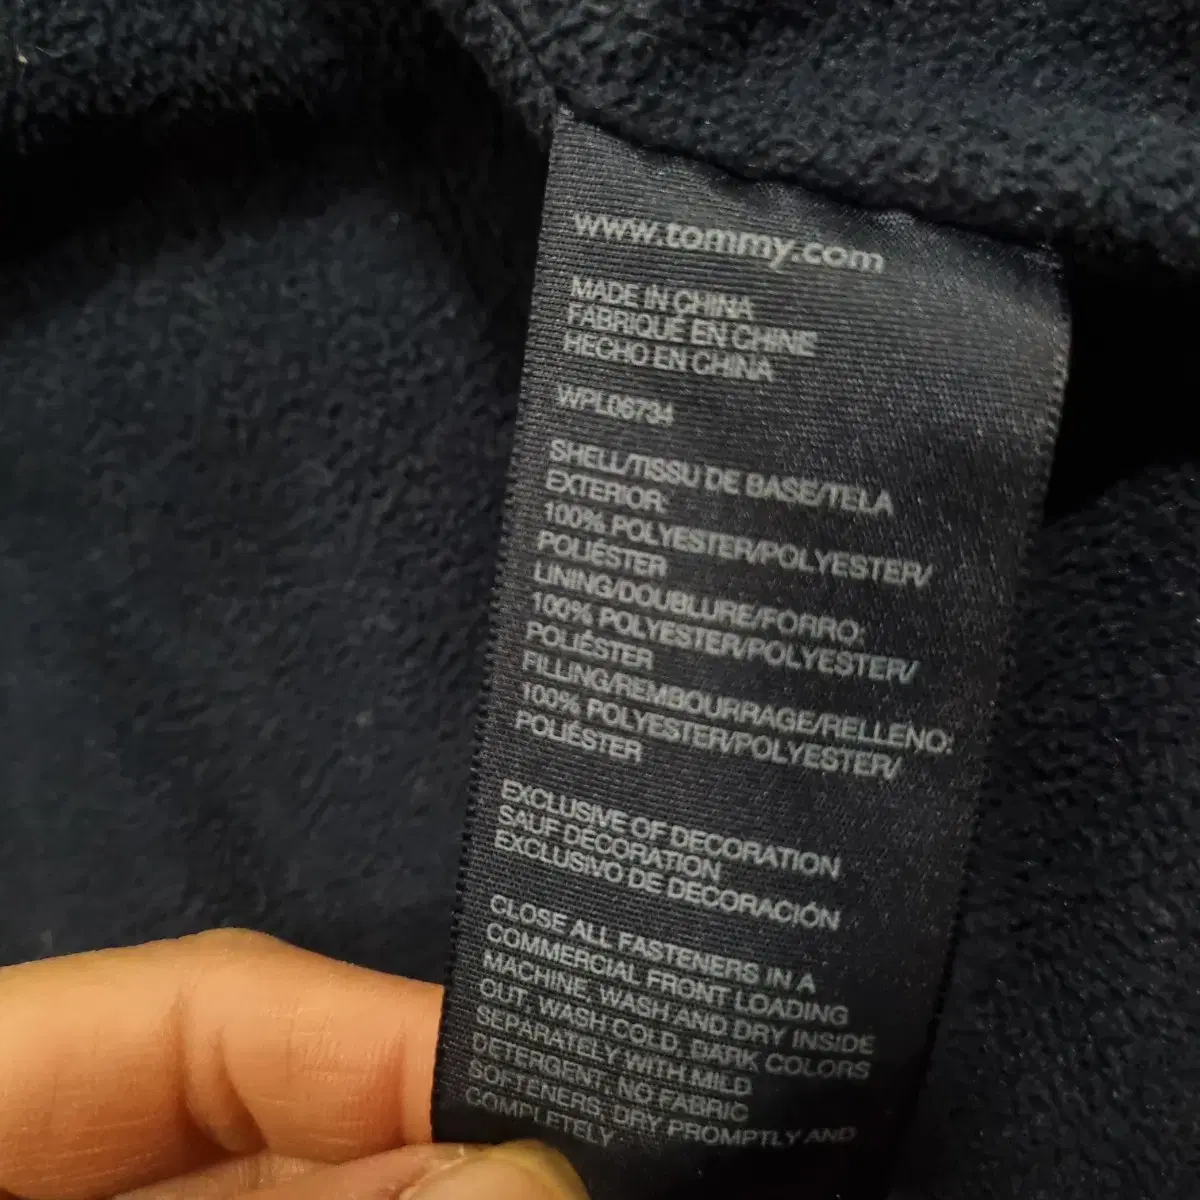 www.tommy.com
MADE IN CHINA
FABRIQUÉ EN CHINE
HECHO EN CHINA
WPL06734
SHELL/TISSU DE BASE/TELA
EXTERIOR:
100% POLYESTER/POLYESTER/
POLIÉSTER
LINING/DOUBLURE/FORRO:
100% POLYESTER/POLYESTER/
POLIÉSTER
FILLING/REMBOURRAGE/RELLENO:
100% POLYESTER/POLYESTER/
POLIÉSTER
EXCLUSIVE OF DECORATION
SAUF DÉCORATION
EXCLUSIVO DE DECORACIÓN
CLOSE ALL FASTENERS IN A
COMMERCIAL FRONT LOADING
MACHINE, WASH AND DRY INSIDE
OUT, WASH COLD, DARK COLORS
SEPARATELY WITH MILD
DETERGENT, NO FABRIC
SOFTENERS, DRY PROMPTLY AND
COMPLETELY